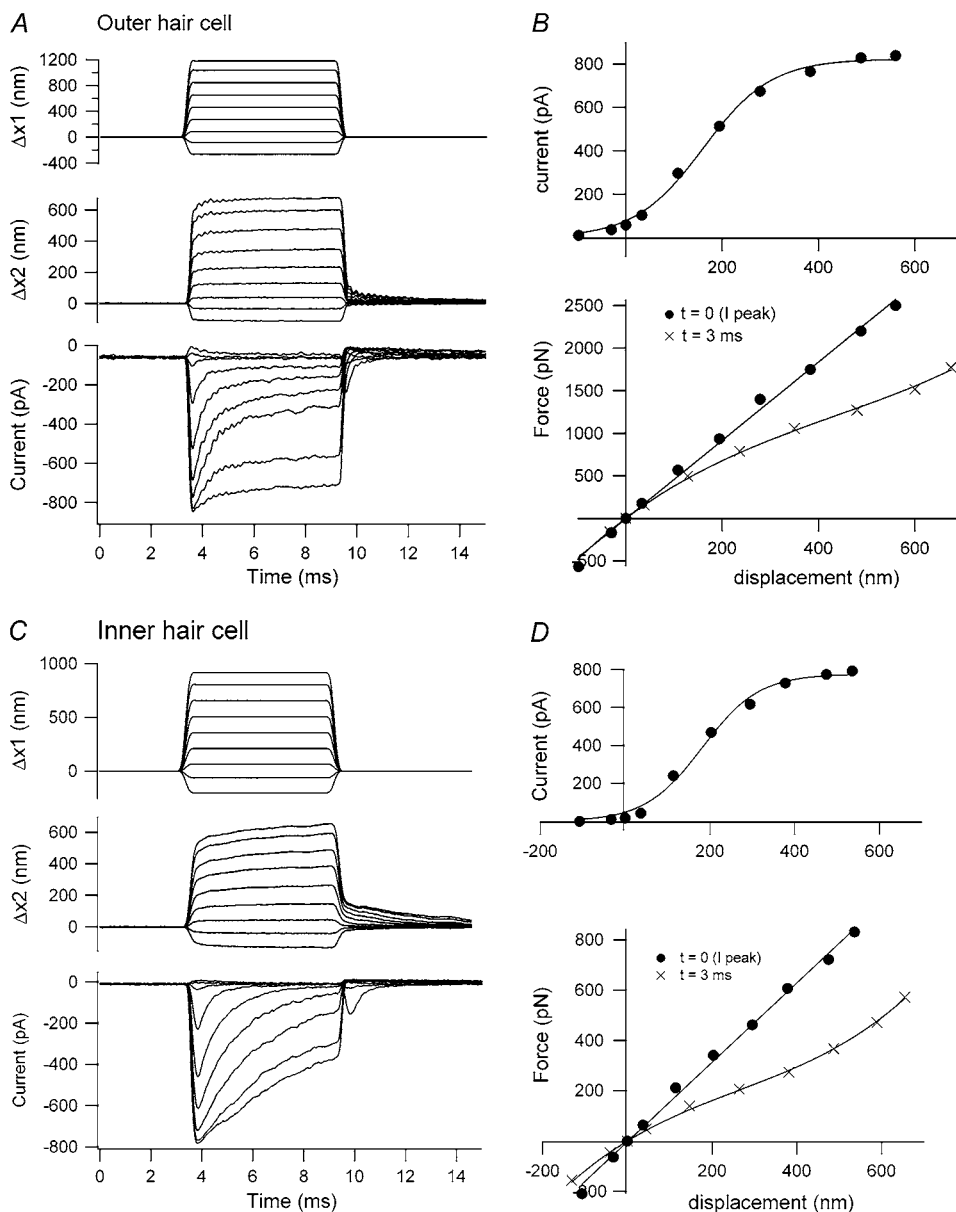 A Outer hair cell
1200
800
400
0
-400
Δx1 (nm)
600
400
200
0
Δx2 (nm)
0
-200
-400
-600
-800
Current (pA)
0 2 4 6 8 10 12 14
Time (ms)
B
800
600
400
200
current (pA)
200 400 600
2500
2000
1500
1000
500
-500
Force (pN)
● t = 0 (I peak)
× t = 3 ms
200 400 600
displacement (nm)
C Inner hair cell
1000
500
0
Δx1 (nm)
600
400
200
0
Δx2 (nm)
0
-200
-400
-600
-800
Current (pA)
0 2 4 6 8 10 12 14
Time (ms)
D
800
600
400
200
0
Current (pA)
-200 200 400 600
800
600
400
200
-200
Force (pN)
● t = 0 (I peak)
× t = 3 ms
-200 200 400 600
displacement (nm)